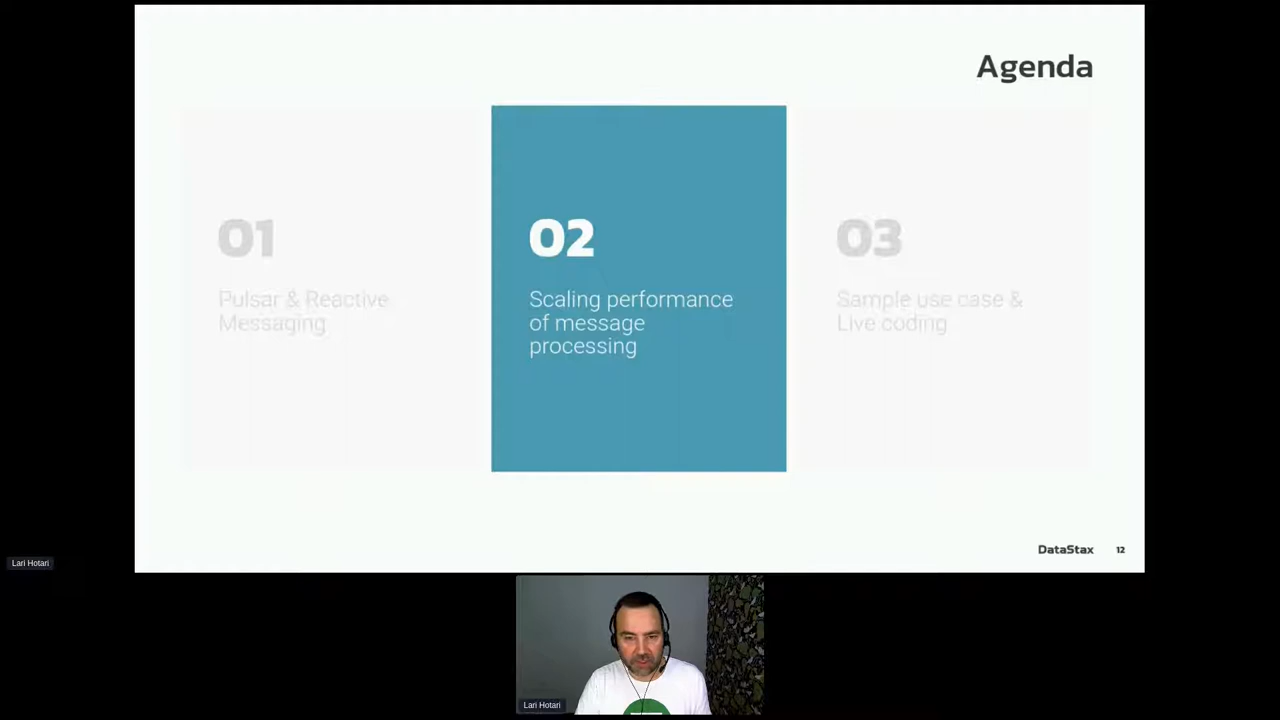 Agenda
01
Pulsar & Reactive
Messaging
02
Scaling performance
of message
processing
03
Sample use case &
Live coding
DataStax
12
Lari Hotari
Lari Hotari